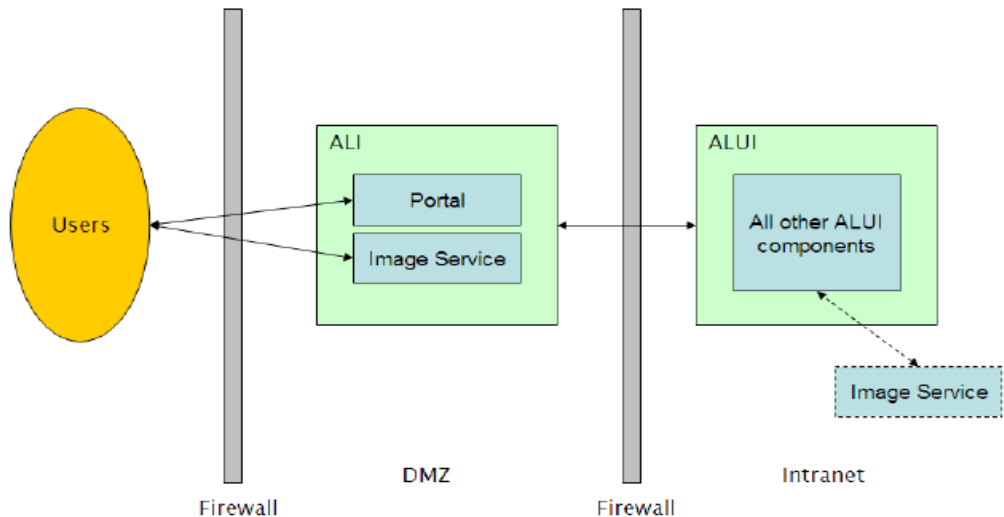 ALI
ALUI
Users
Portal
Image Service
All other ALUI
components
Image Service
DMZ
Intranet
Firewall
Firewall